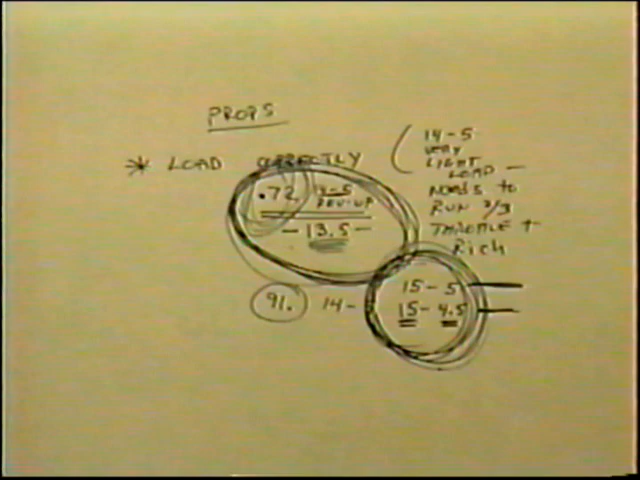 PROPS
* LOAD CORRECTLY
.72 13-5
REV-UP
- 13.5 -
91. 14-
15 - 5
15 - 4.5
14 - 5
VERY
LIGHT
LOAD -
NEEDS to
RUN 2/3
THROTTLE +
Rich